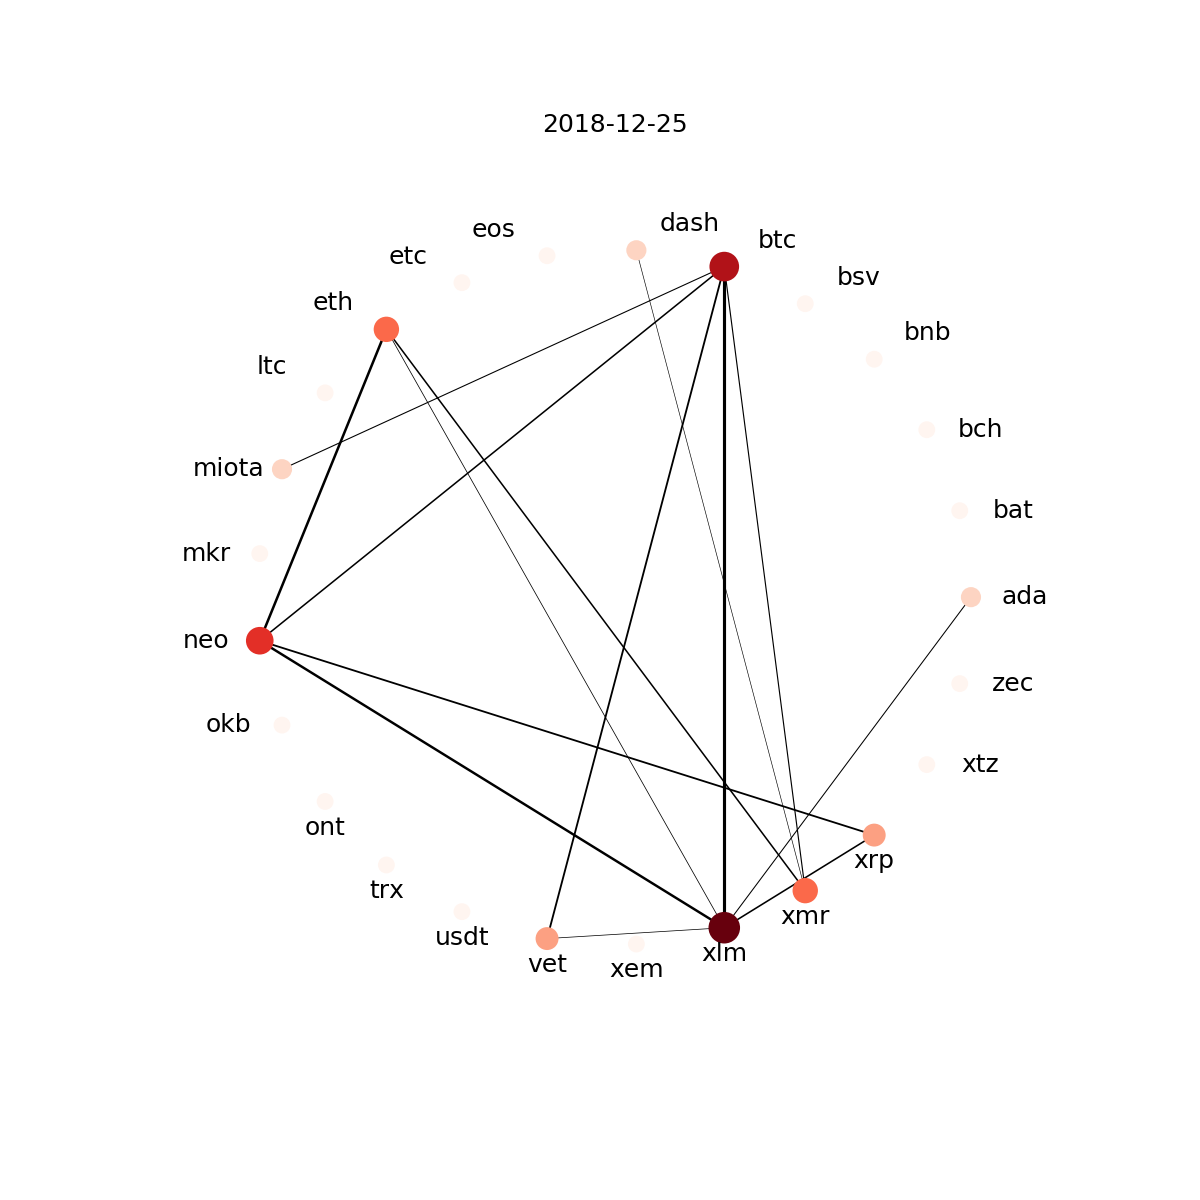 2018-12-25
dash
eos
btc
etc
bsv
eth
bnb
ltc
bch
miota
bat
mkr
ada
neo
zec
okb
xtz
ont
xrp
trx
xmr
usdt
xlm
vet
xem